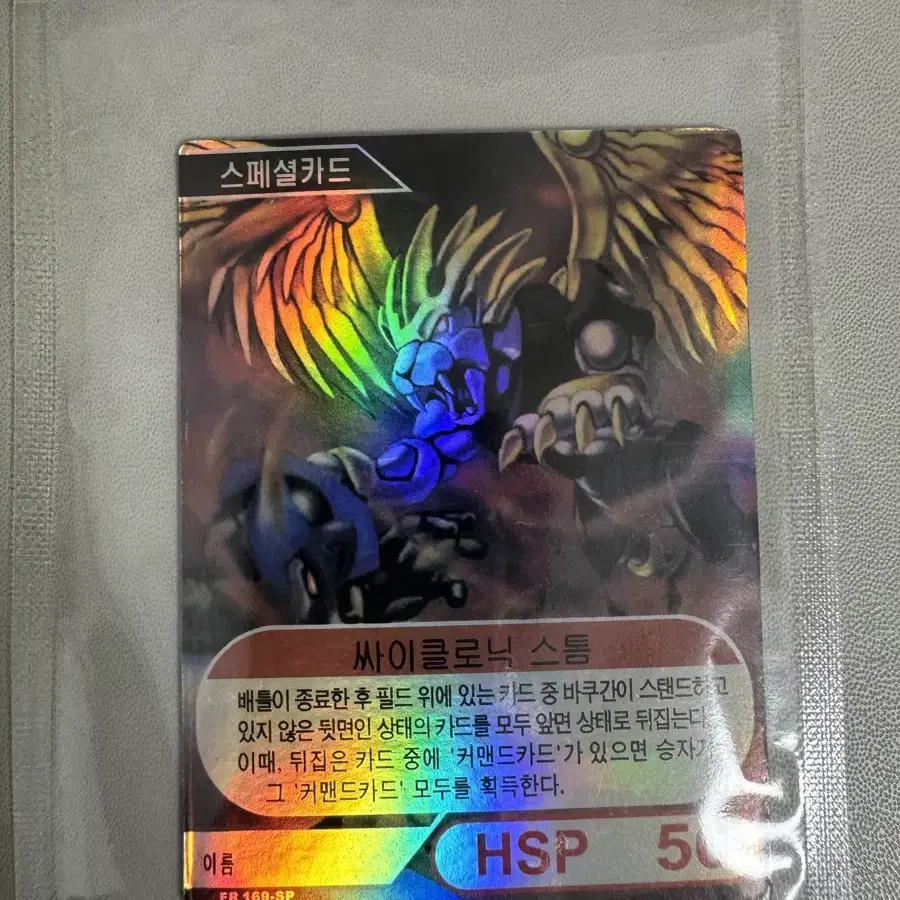 스페셜카드
싸이클로닉 스톰
배틀이 종료한 후 필드 위에 있는 카드 중 바쿠간이 스탠드하고
있지 않은 뒷면인 상태의 카드를 모두 앞면 상태로 뒤집는다.
이때, 뒤집은 카드 중에 '커맨드카드'가 있으면 승자가
그 '커맨드카드' 모두를 획득한다.
이름
HSP
FR 169-SP